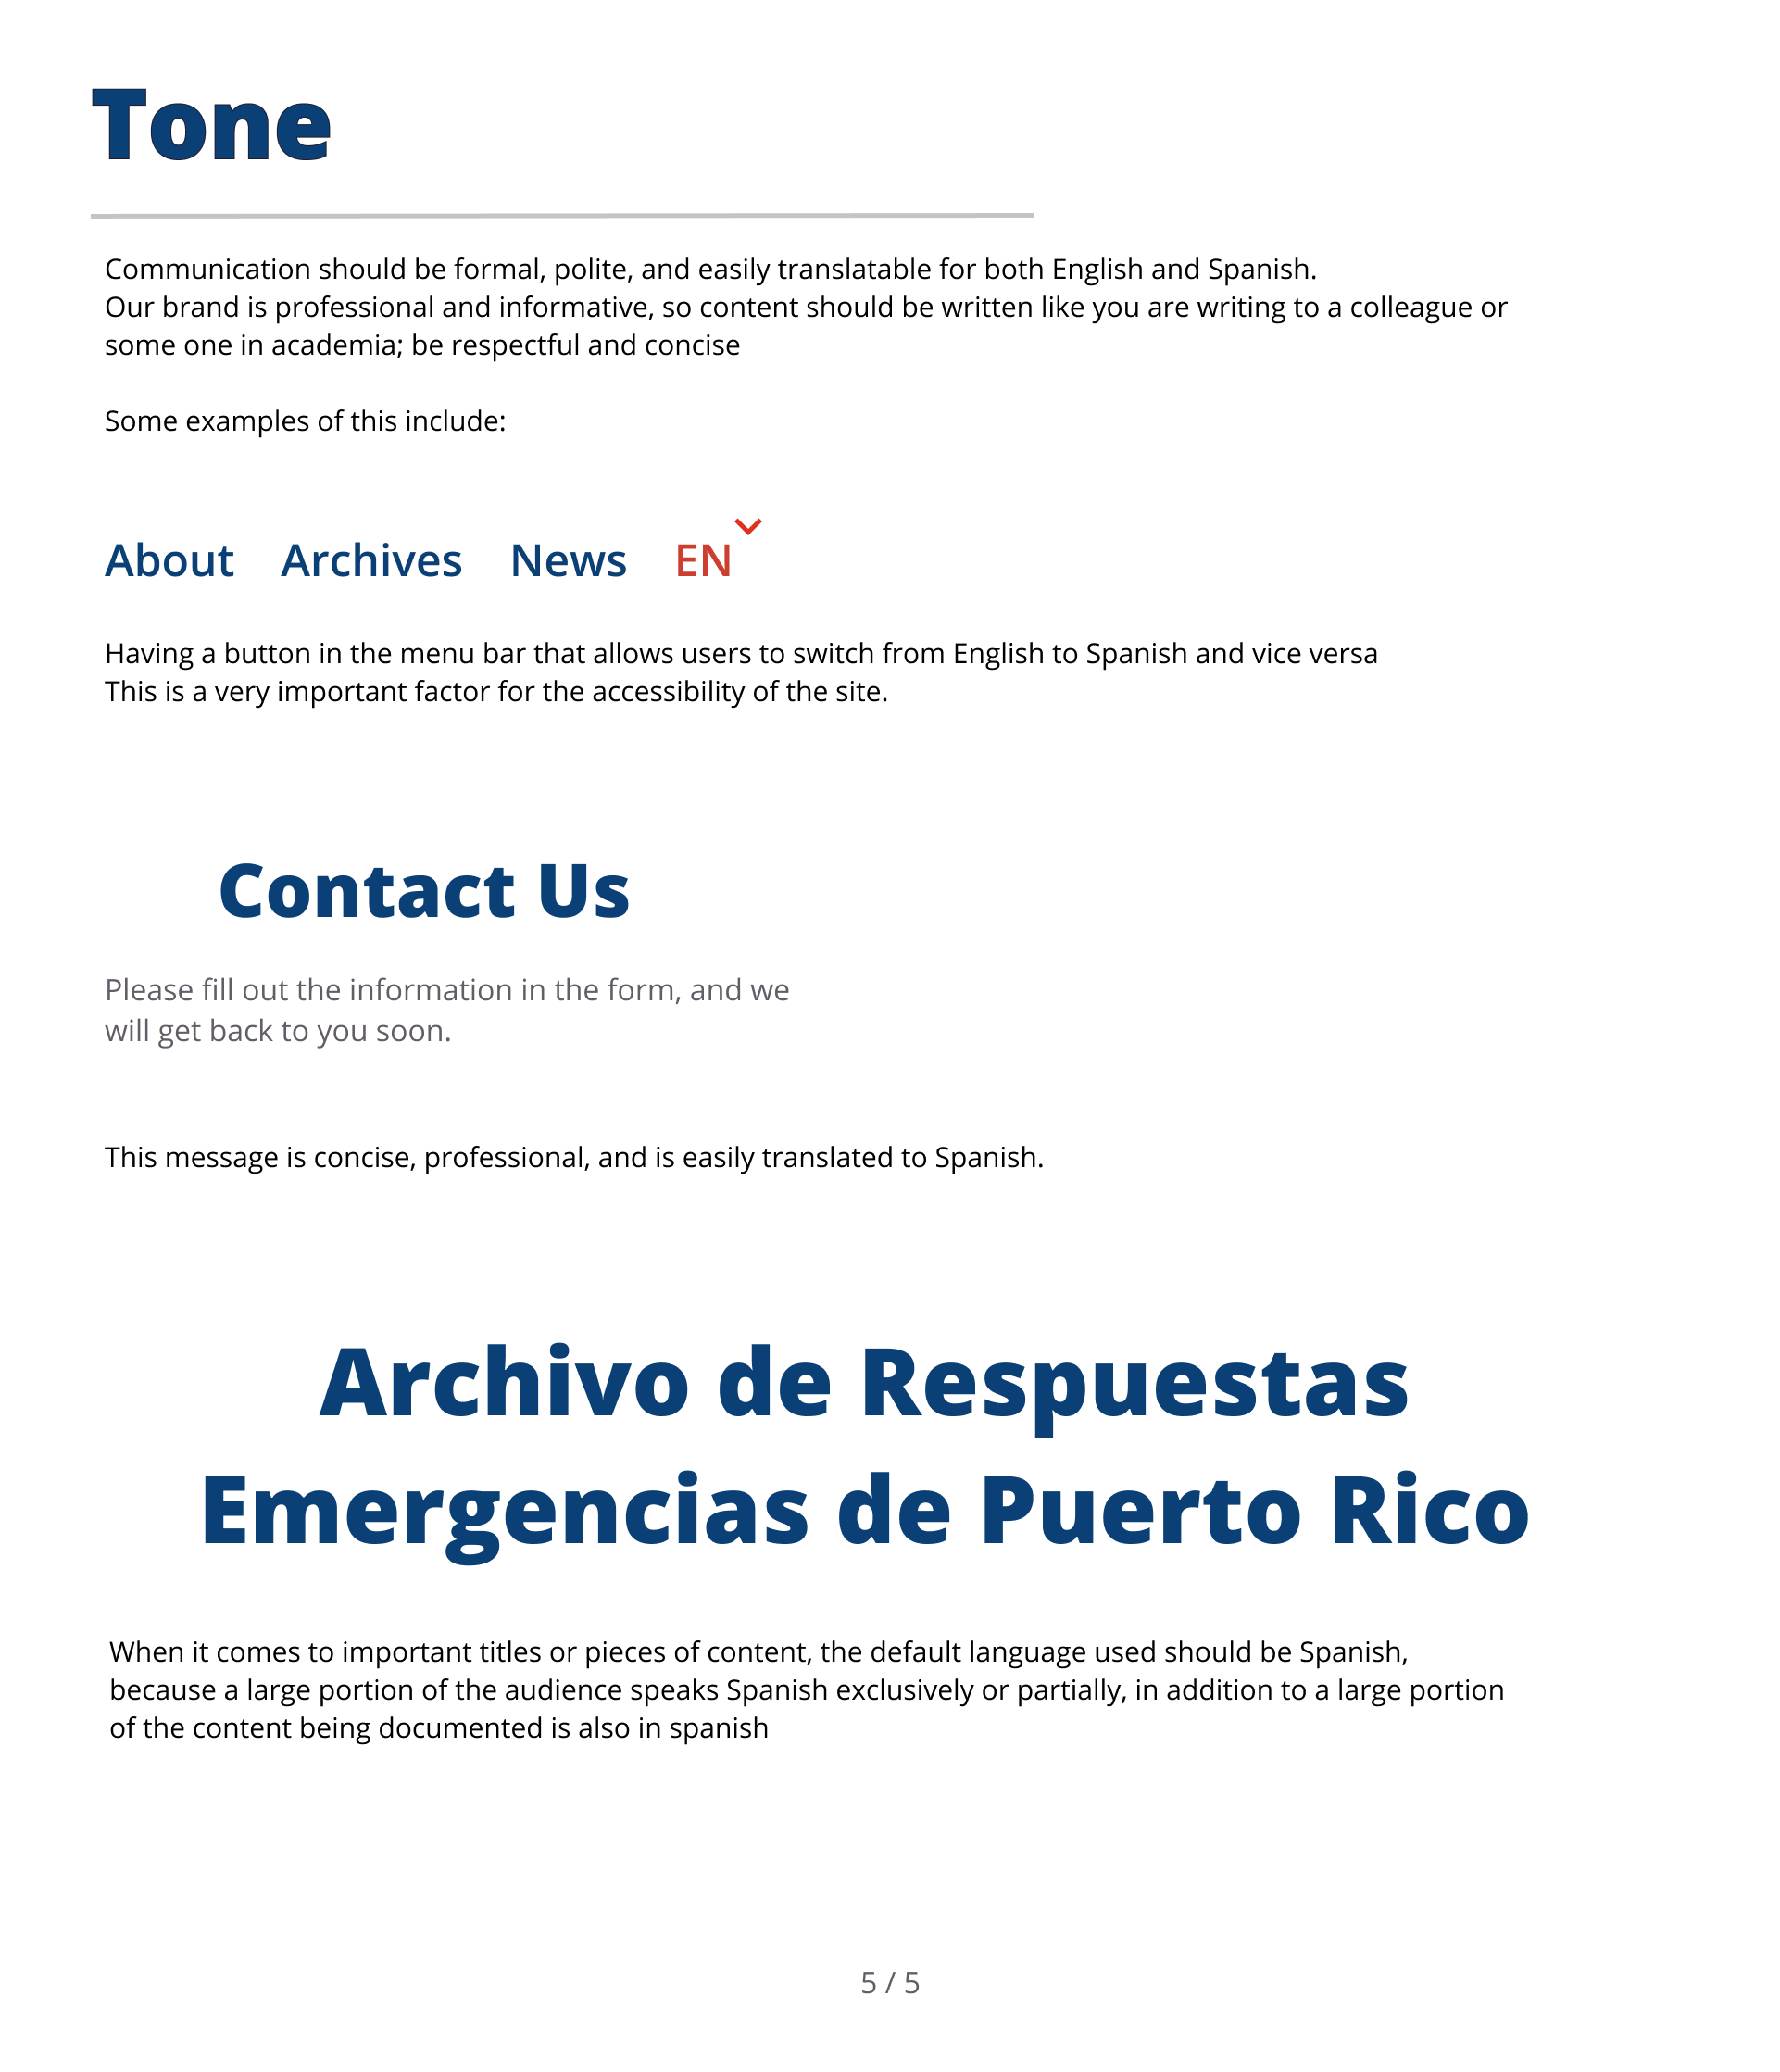 Tone
Communication should be formal, polite, and easily translatable for both English and Spanish.
Our brand is professional and informative, so content should be written like you are writing to a colleague or
some one in academia; be respectful and concise
Some examples of this include:
About Archives News EN
Having a button in the menu bar that allows users to switch from English to Spanish and vice versa
This is a very important factor for the accessibility of the site.
Contact Us
Please fill out the information in the form, and we
will get back to you soon.
This message is concise, professional, and is easily translated to Spanish.
Archivo de Respuestas
Emergencias de Puerto Rico
When it comes to important titles or pieces of content, the default language used should be Spanish,
because a large portion of the audience speaks Spanish exclusively or partially, in addition to a large portion
of the content being documented is also in spanish
5 / 5